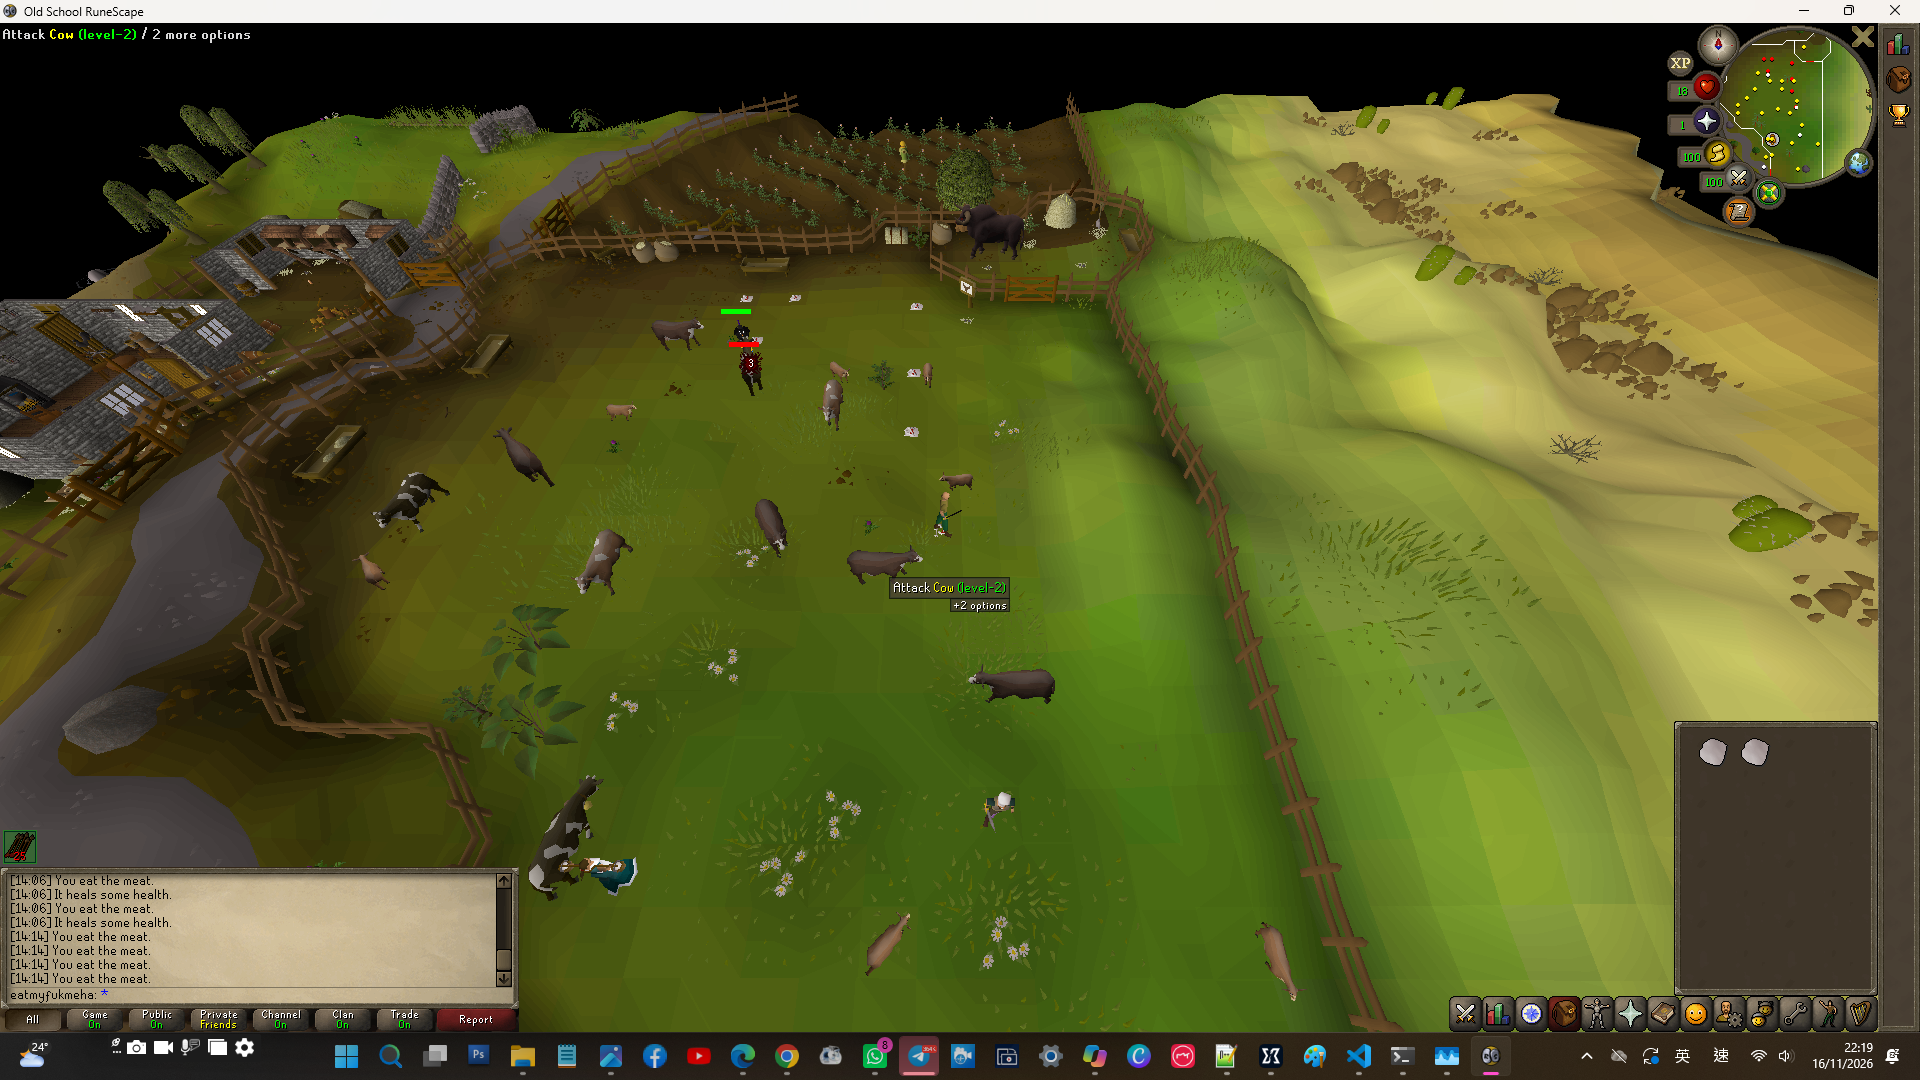 Old School RuneScape
Attack Cow (level-2) / 2 more options
N
XP
18
1
100
100
3
Attack Cow (level-2)
+2 options
23
[14:06] You eat the meat.
[14:06] It heals some health.
[14:06] You eat the meat.
[14:06] It heals some health.
[14:14] You eat the meat.
[14:14] You eat the meat.
[14:14] You eat the meat.
[14:14] You eat the meat.
eatmyfukmeha: *
All
Game
On
Public
On
Private
Friends
Channel
On
Clan
On
Trade
On
Report
24°
Ps
8
英
速
22:19
16/11/2026